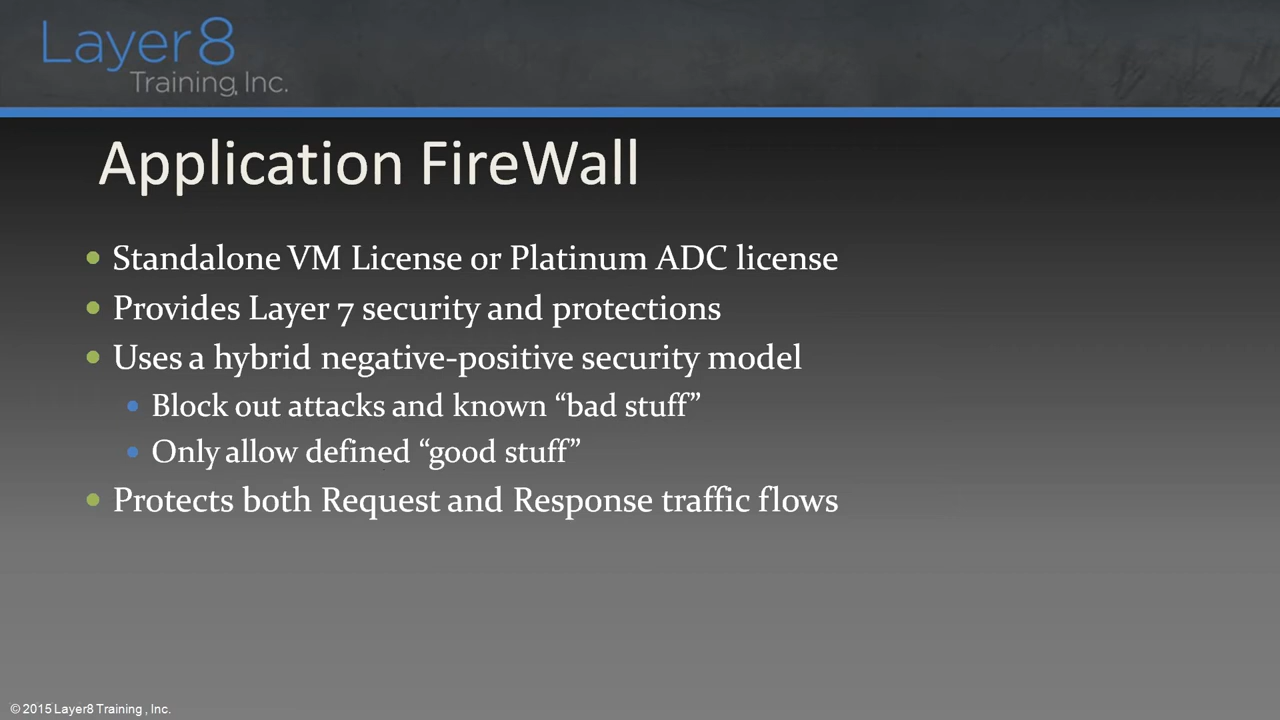 Layer8
Training, Inc.
Application FireWall
Standalone VM License or Platinum ADC license
Provides Layer 7 security and protections
Uses a hybrid negative-positive security model
Block out attacks and known “bad stuff”
Only allow defined “good stuff”
Protects both Request and Response traffic flows
© 2015 Layer8 Training , Inc.